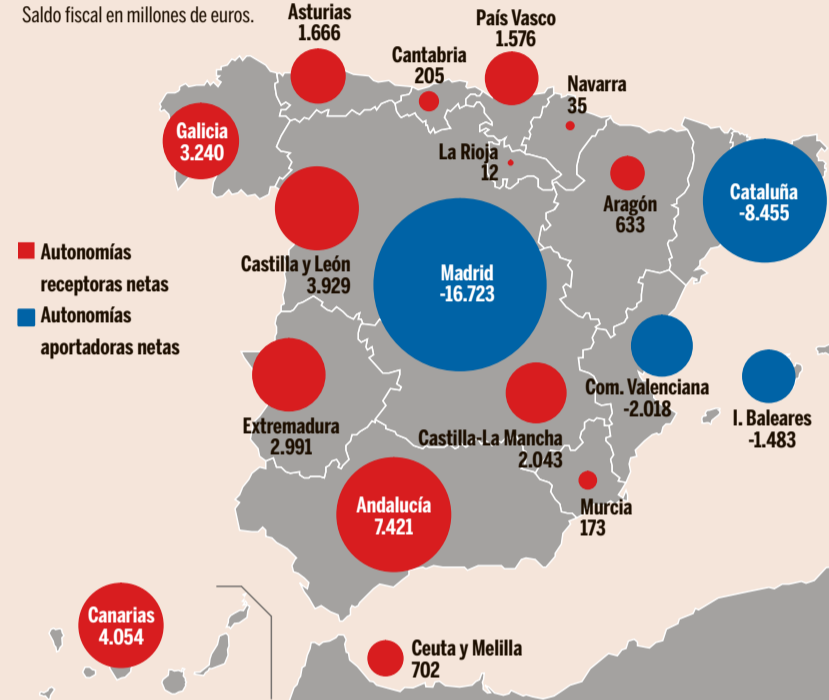 Saldo fiscal en millones de euros.
Asturias
1.666
Cantabria
205
País Vasco
1.576
Navarra
35
Galicia
3.240
La Rioja
12
Aragón
633
Cataluña
-8.455
Autonomías
receptoras netas
Autonomías
aportadoras netas
Castilla y León
3.929
Madrid
-16.723
Com. Valenciana
-2.018
I. Baleares
-1.483
Extremadura
2.991
Castilla-La Mancha
2.043
Andalucía
7.421
Murcia
173
Canarias
4.054
Ceuta y Melilla
702